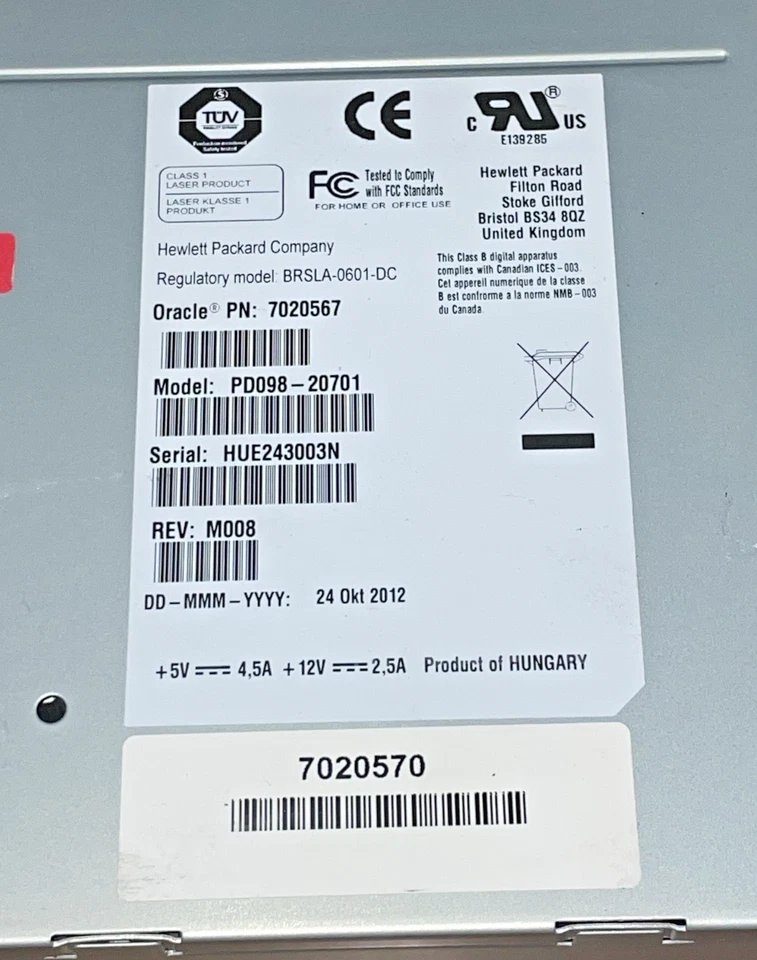 TÜV
CE
c RU ® US
E139285
CLASS 1
LASER PRODUCT
LASER KLASSE 1
PRODUKT
FC Tested to Comply
with FCC Standards
FOR HOME OR OFFICE USE
Hewlett Packard
Filton Road
Stoke Gifford
Bristol BS34 8QZ
United Kingdom
Hewlett Packard Company
Regulatory model: BRSLA-0601-DC
This Class B digital apparatus
complies with Canadian ICES-003.
Cet appereil numerique de la classe
B est conforme a la norme NMB-003
du Canada.
Oracle® PN: 7020567
Model: PD098-20701
Serial: HUE243003N
REV: M008
DD-MMM-YYYY: 24 Okt 2012
+5V 4,5A +12V 2,5A Product of HUNGARY
7020570